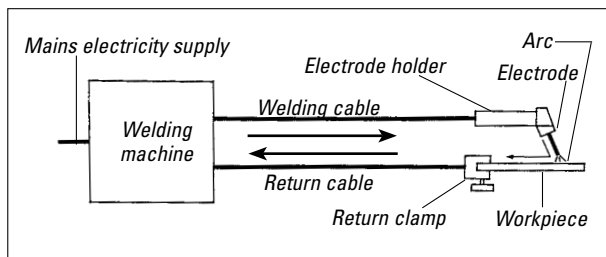 Mains electricity supply
Arc
Electrode holder
Electrode
Welding cable
Welding
machine
Return cable
Return clamp
Workpiece